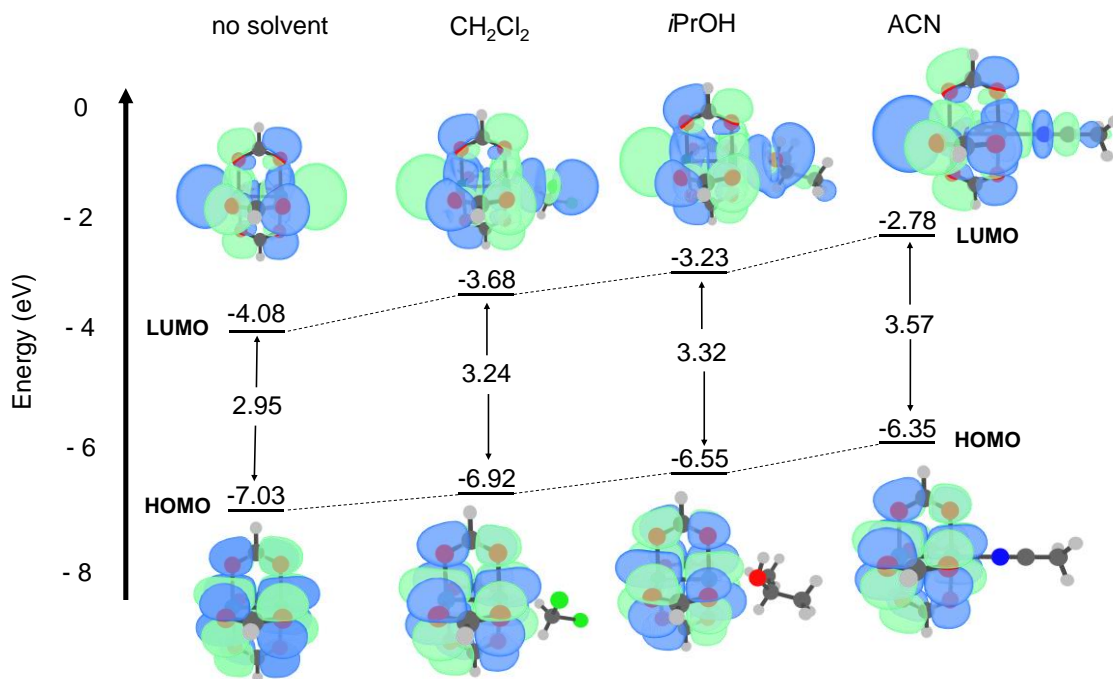 no solvent CH₂Cl₂ iPrOH ACN
0
- 2
-2.78
LUMO
-3.23
-3.68
-4.08
LUMO
- 4
3.57
3.32
3.24
2.95
Energy (eV)
- 6
-6.35
HOMO
-6.55
-6.92
-7.03
HOMO
- 8